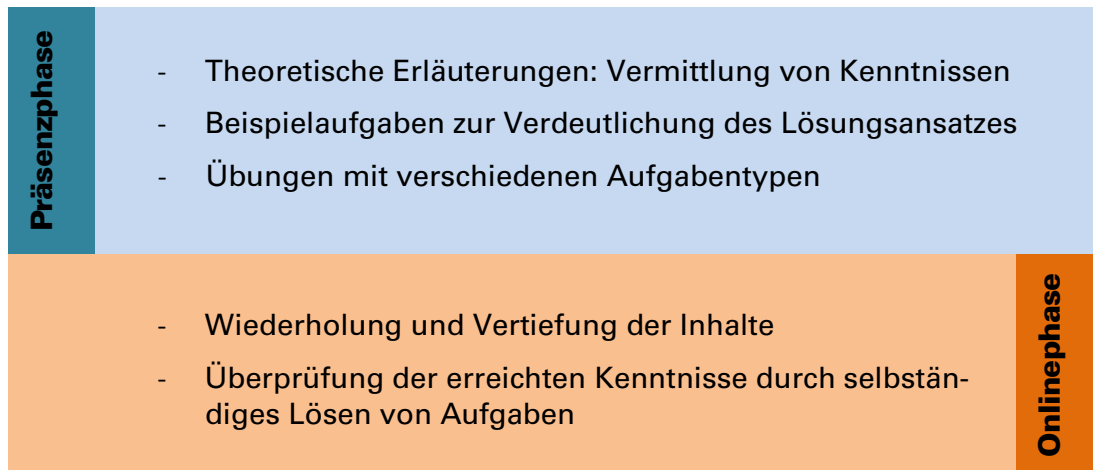 Präsenzphase
- Theoretische Erläuterungen: Vermittlung von Kenntnissen
- Beispielaufgaben zur Verdeutlichung des Lösungsansatzes
- Übungen mit verschiedenen Aufgabentypen
- Wiederholung und Vertiefung der Inhalte
- Überprüfung der erreichten Kenntnisse durch selbstän-
diges Lösen von Aufgaben
Onlinephase